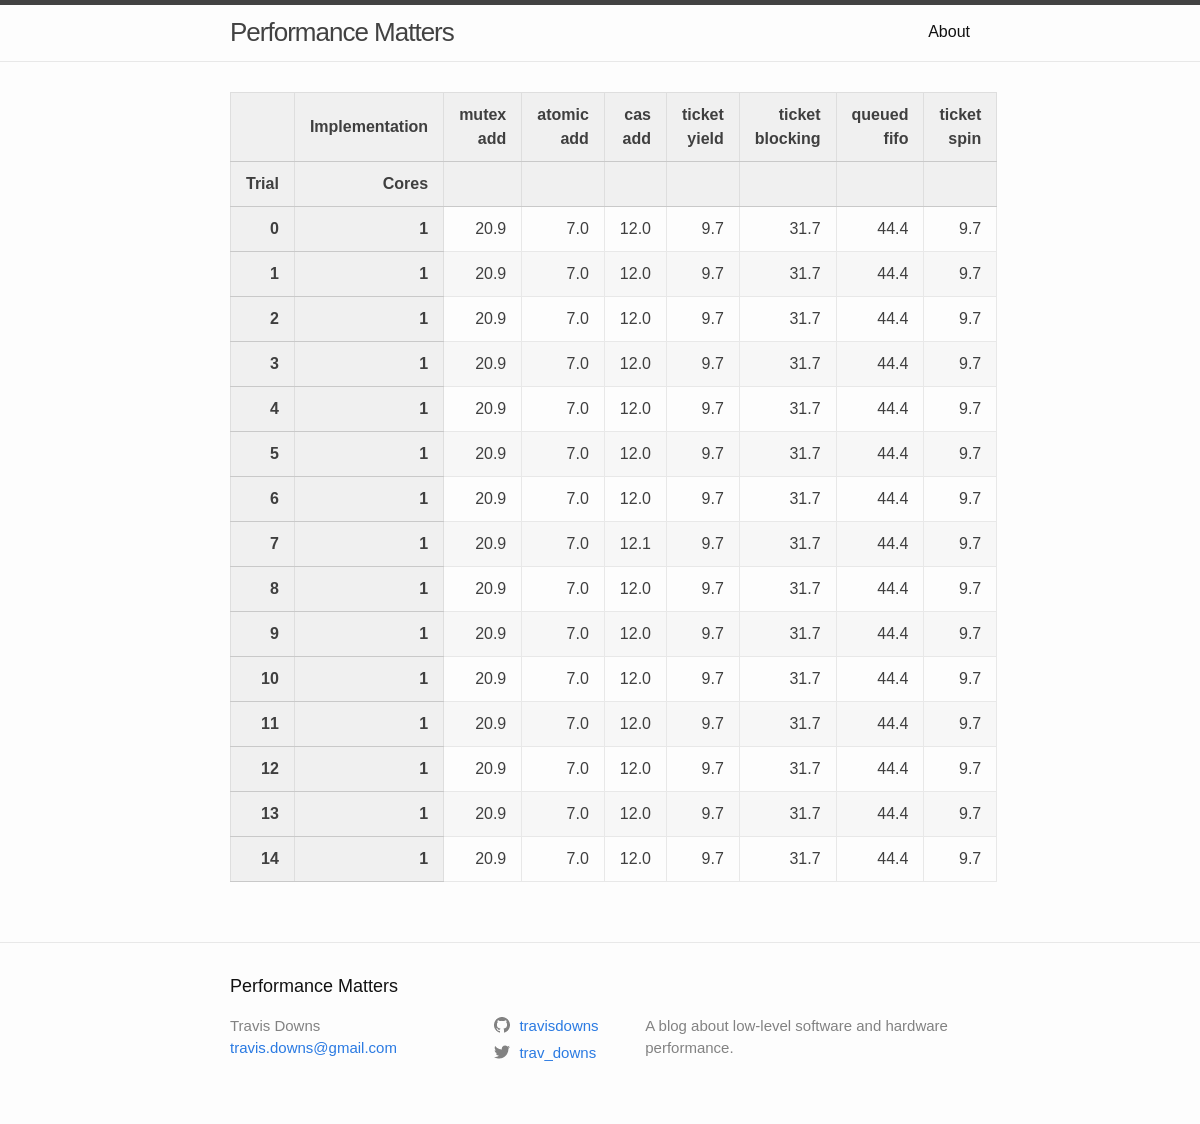 Performance Matters About
Implementation mutex add atomic add cas add ticket yield ticket blocking queued fifo ticket spin
Trial Cores
0 1 20.9 7.0 12.0 9.7 31.7 44.4 9.7
1 1 20.9 7.0 12.0 9.7 31.7 44.4 9.7
2 1 20.9 7.0 12.0 9.7 31.7 44.4 9.7
3 1 20.9 7.0 12.0 9.7 31.7 44.4 9.7
4 1 20.9 7.0 12.0 9.7 31.7 44.4 9.7
5 1 20.9 7.0 12.0 9.7 31.7 44.4 9.7
6 1 20.9 7.0 12.0 9.7 31.7 44.4 9.7
7 1 20.9 7.0 12.1 9.7 31.7 44.4 9.7
8 1 20.9 7.0 12.0 9.7 31.7 44.4 9.7
9 1 20.9 7.0 12.0 9.7 31.7 44.4 9.7
10 1 20.9 7.0 12.0 9.7 31.7 44.4 9.7
11 1 20.9 7.0 12.0 9.7 31.7 44.4 9.7
12 1 20.9 7.0 12.0 9.7 31.7 44.4 9.7
13 1 20.9 7.0 12.0 9.7 31.7 44.4 9.7
14 1 20.9 7.0 12.0 9.7 31.7 44.4 9.7
Performance Matters
Travis Downs
travis.downs@gmail.com
travisdowns
trav_downs
A blog about low-level software and hardware
performance.